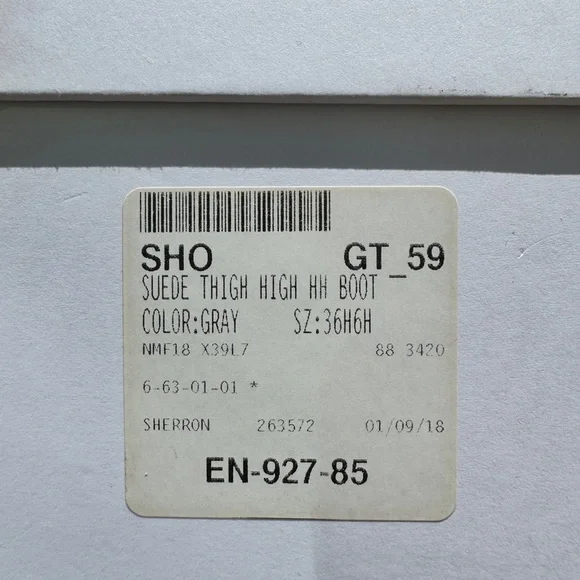 SHO GT_59
SUEDE THIGH HIGH HH BOOT
COLOR:GRAY SZ:36H6H
NMF18 X39L7 88 3420
6-63-01-01 *
SHERRON 263572 01/09/18
EN-927-85